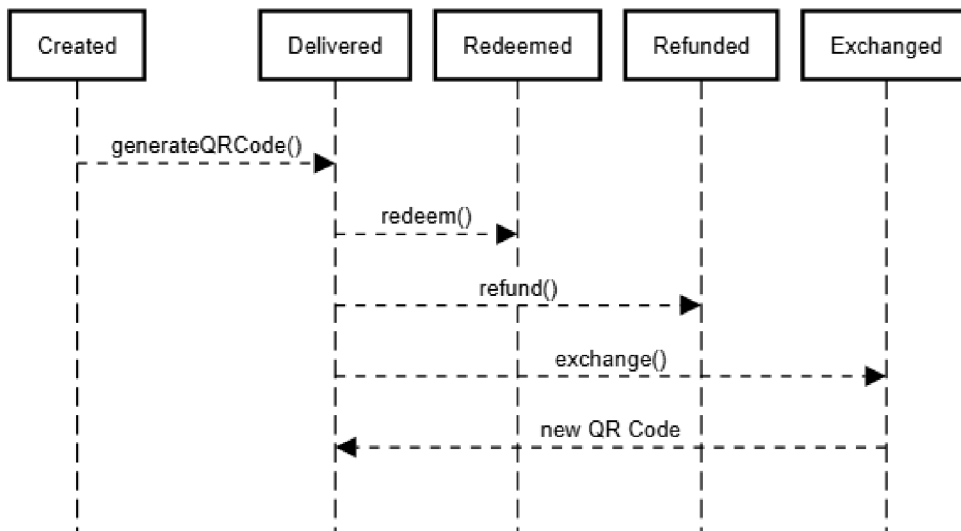 Created
Delivered
Redeemed
Refunded
Exchanged
generateQRCode()
redeem()
refund()
exchange()
new QR Code